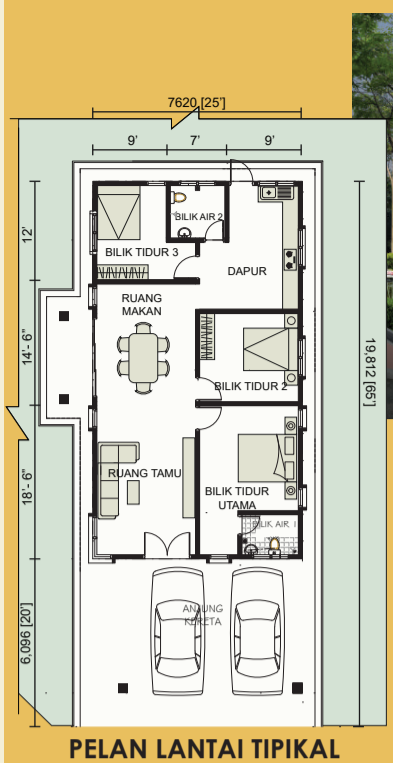 7620 [25']
9'
7'
9'
12'
14'- 6"
18'- 6"
6,096 [20']
19,812 [65']
BILIK AIR 2
BILIK TIDUR 3
DAPUR
RUANG
MAKAN
BILIK TIDUR 2
RUANG TAMU
BILIK TIDUR
UTAMA
BILIK AIR 1
ANJUNG
KERETA
PELAN LANTAI TIPIKAL